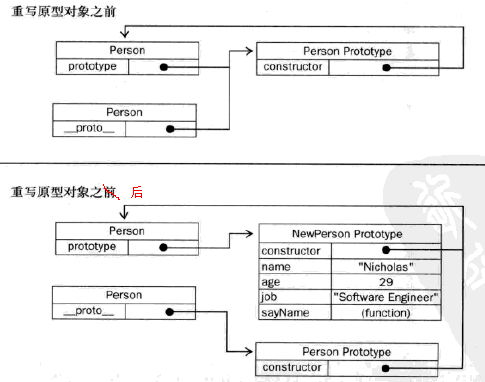 重写原型对象之前
Person
prototype
Person Prototype
constructor
Person
__proto__
重写原型对象之前、后
Person
prototype
NewPerson Prototype
constructor
name "Nicholas"
age 29
job "Software Engineer"
sayName (function)
Person
__proto__
Person Prototype
constructor